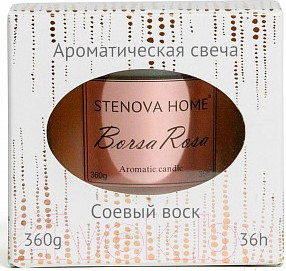 Ароматическая свеча
STENOVA HOME®
Borsa Rosa
Aromatic candle
360g
Соевый воск
360g 36h